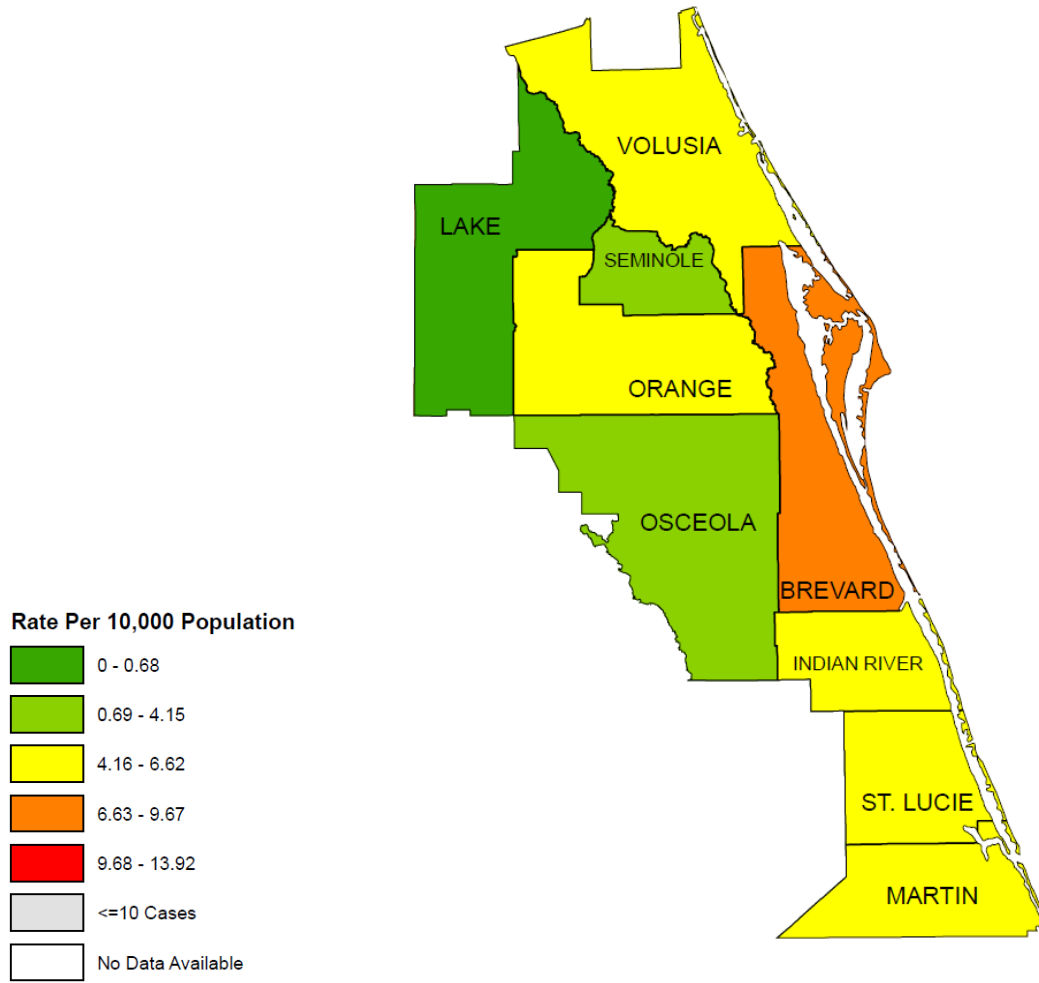 VOLUSIA
LAKE
SEMINOLE
ORANGE
OSCEOLA
BREVARD
INDIAN RIVER
ST. LUCIE
MARTIN
Rate Per 10,000 Population
0 - 0.68
0.69 - 4.15
4.16 - 6.62
6.63 - 9.67
9.68 - 13.92
<=10 Cases
No Data Available